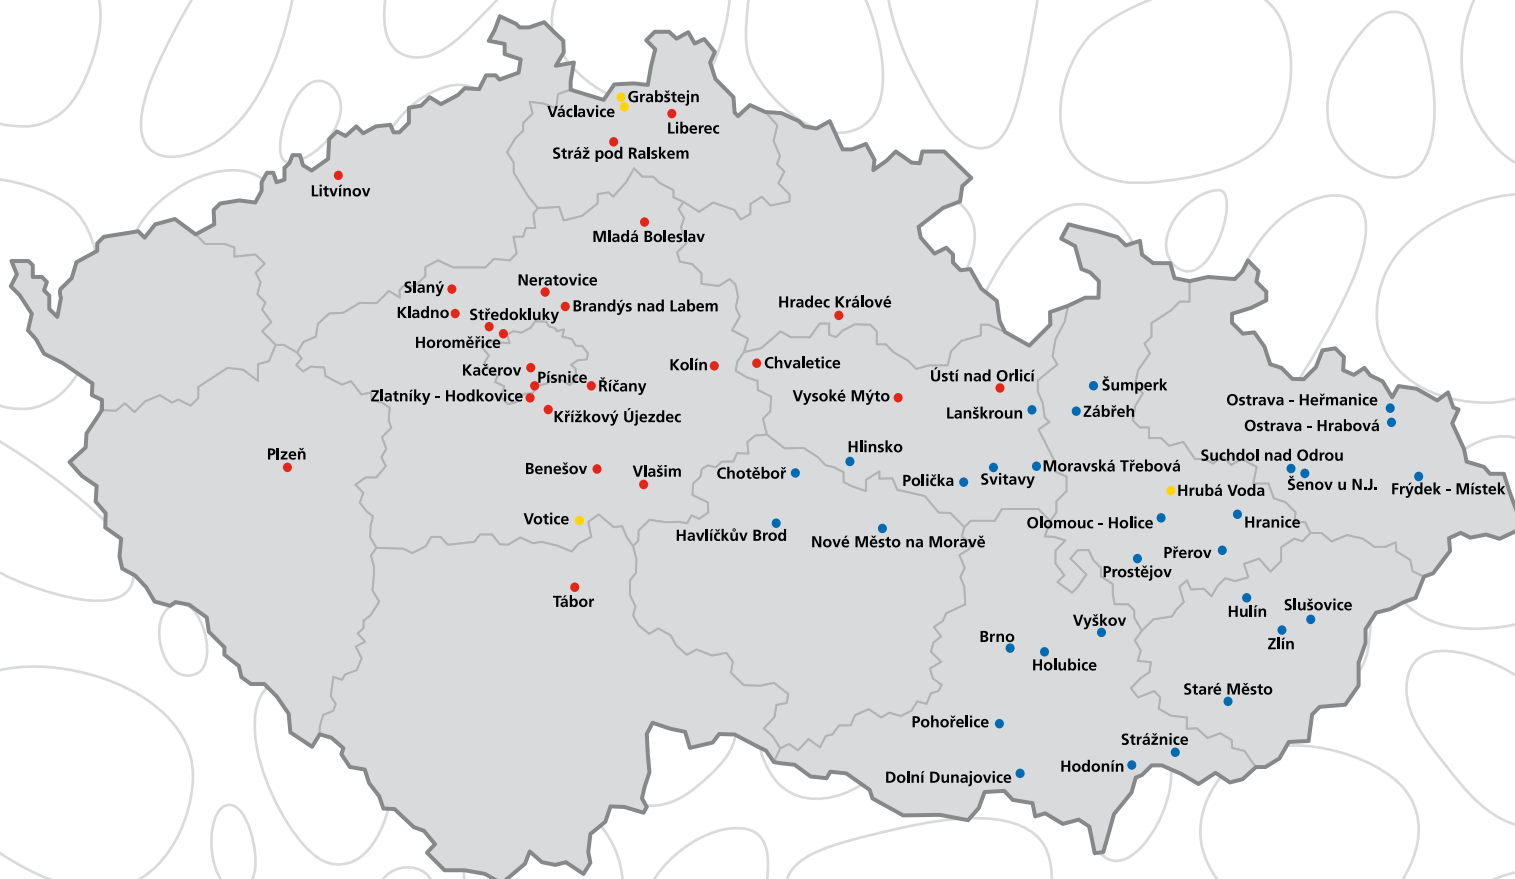 Grabštejn
Václavice
Liberec
Stráž pod Ralskem
Litvínov
Mladá Boleslav
Neratovice
Slaný
Brandýs nad Labem
Kladno
Středokluky
Hradec Králové
Horoměřice
Kačerov
Kolín
Chvaletice
Písnice
Říčany
Ústí nad Orlicí
Šumperk
Zlatníky - Hodkovice
Vysoké Mýto
Lanškroun
Zábřeh
Ostrava - Heřmanice
Křížkový Újezdec
Ostrava - Hrabová
Plzeň
Hlinsko
Suchdol nad Odrou
Benešov
Vlašim
Chotěboř
Moravská Třebová
Polička
Svitavy
Šenov u N.J.
Frýdek - Místek
Hrubá Voda
Votice
Olomouc - Holice
Hranice
Havlíčkův Brod
Nové Město na Moravě
Přerov
Prostějov
Tábor
Hulín
Slušovice
Vyškov
Brno
Zlín
Holubice
Staré Město
Pohořelice
Strážnice
Hodonín
Dolní Dunajovice